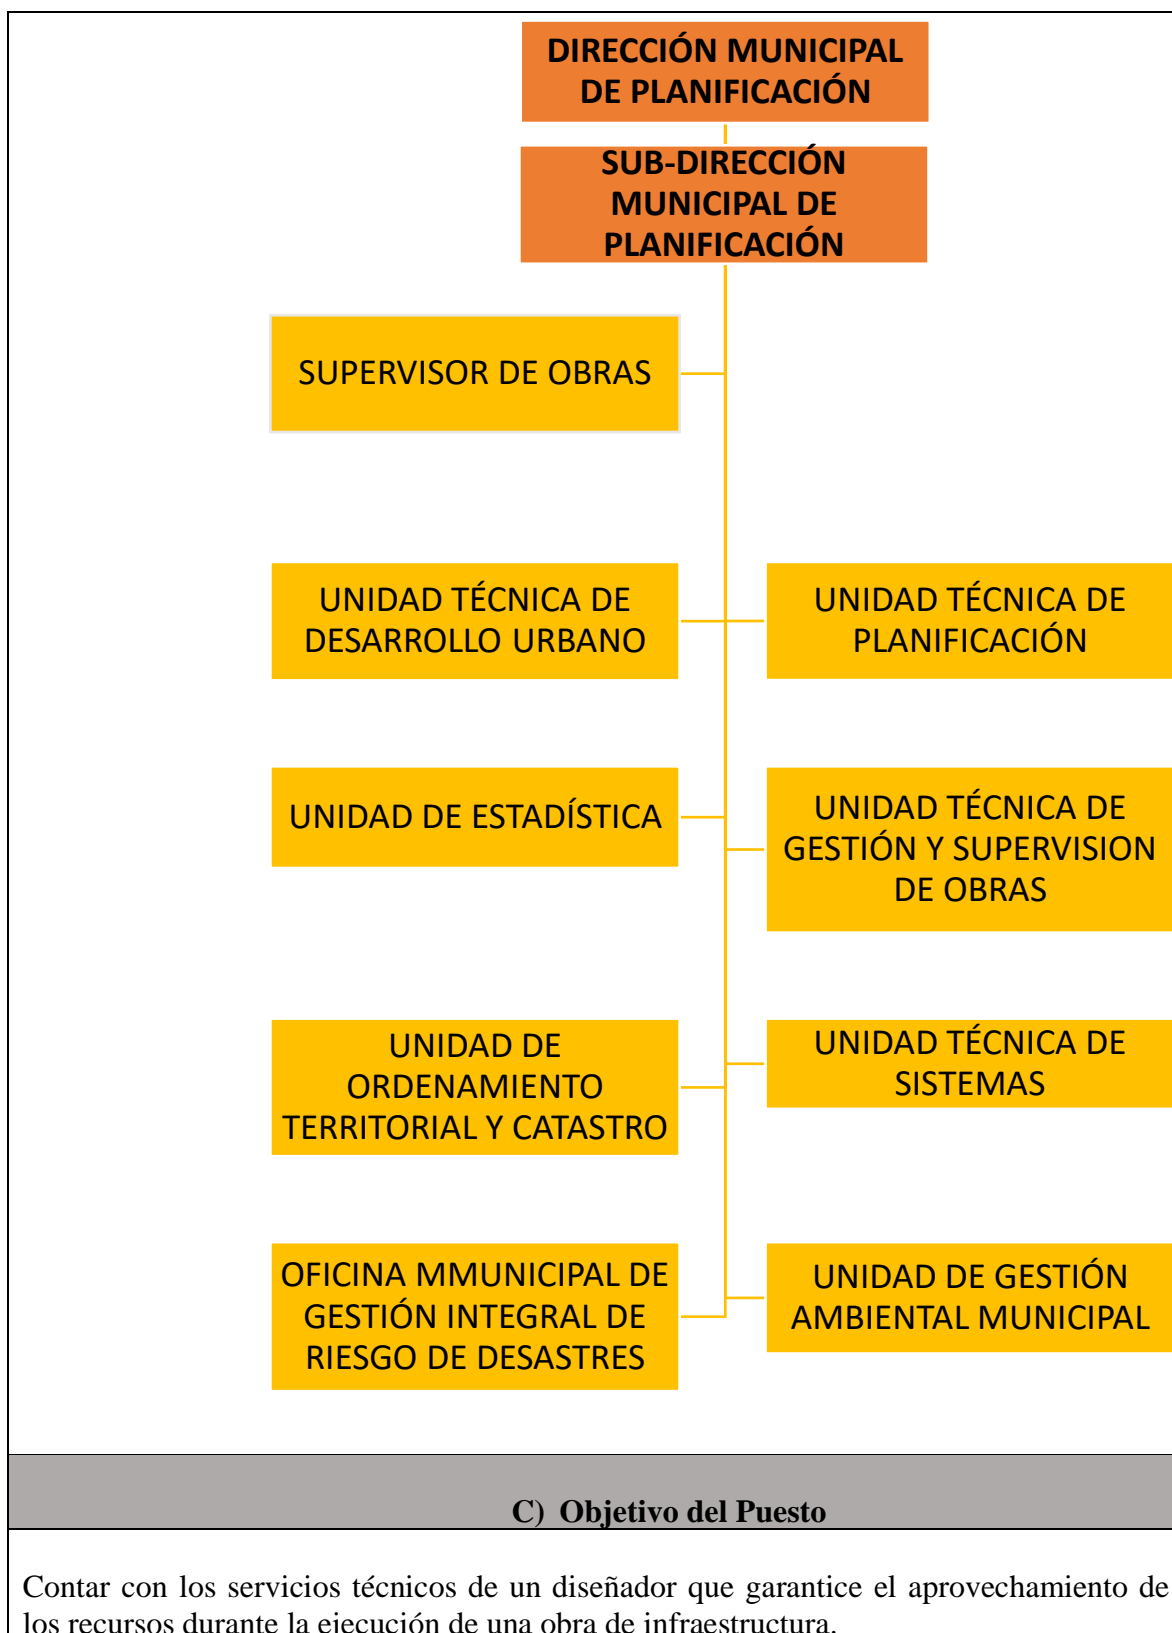 DIRECCIÓN MUNICIPAL
DE PLANIFICACIÓN
SUB-DIRECCIÓN
MUNICIPAL DE
PLANIFICACIÓN
SUPERVISOR DE OBRAS
UNIDAD TÉCNICA DE
DESARROLLO URBANO
UNIDAD TÉCNICA DE
PLANIFICACIÓN
UNIDAD DE ESTADÍSTICA
UNIDAD TÉCNICA DE
GESTIÓN Y SUPERVISION
DE OBRAS
UNIDAD DE
ORDENAMIENTO
TERRITORIAL Y CATASTRO
UNIDAD TÉCNICA DE
SISTEMAS
OFICINA MMUNICIPAL DE
GESTIÓN INTEGRAL DE
RIESGO DE DESASTRES
UNIDAD DE GESTIÓN
AMBIENTAL MUNICIPAL
C) Objetivo del Puesto
Contar con los servicios técnicos de un diseñador que garantice el aprovechamiento de
los recursos durante la ejecución de una obra de infraestructura.